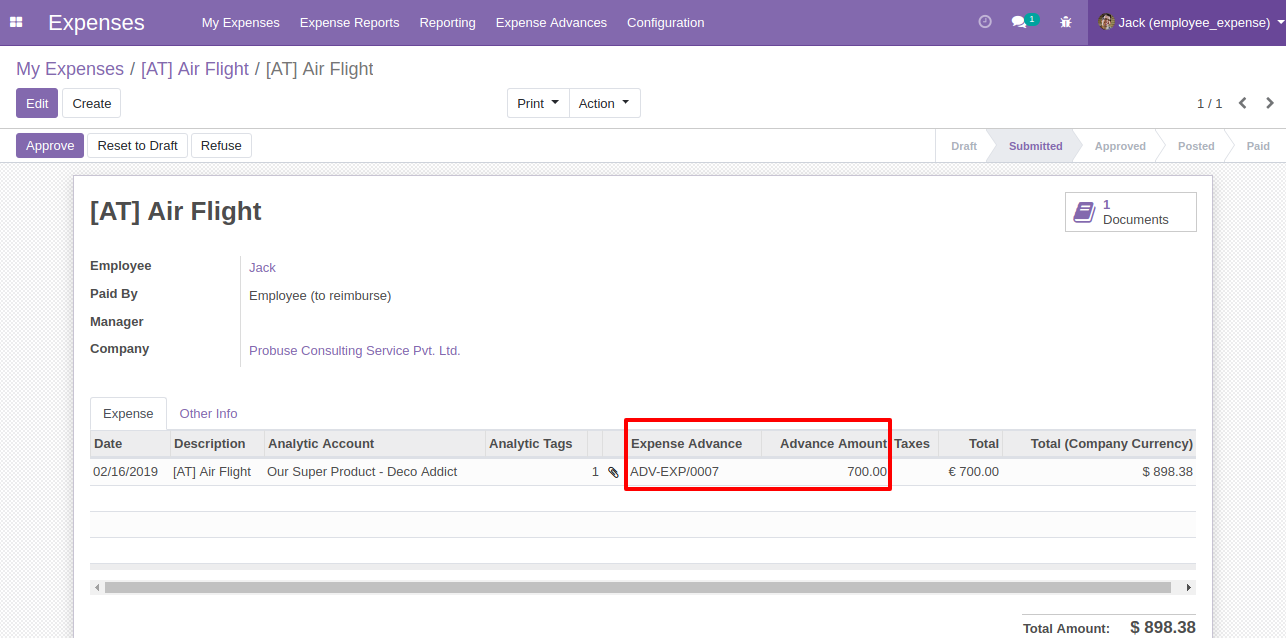 Expenses My Expenses Expense Reports Reporting Expense Advances Configuration 1 Jack (employee_expense)
My Expenses / [AT] Air Flight / [AT] Air Flight
Edit Create Print Action 1 / 1
Approve Reset to Draft Refuse Draft Submitted Approved Posted Paid
[AT] Air Flight
1
Documents
Employee Jack
Paid By Employee (to reimburse)
Manager
Company Probuse Consulting Service Pvt. Ltd.
Expense Other Info
Date Description Analytic Account Analytic Tags Expense Advance Advance Amount Taxes Total Total (Company Currency)
02/16/2019 [AT] Air Flight Our Super Product - Deco Addict 1 ADV-EXP/0007 700.00 € 700.00 $ 898.38
Total Amount: $ 898.38